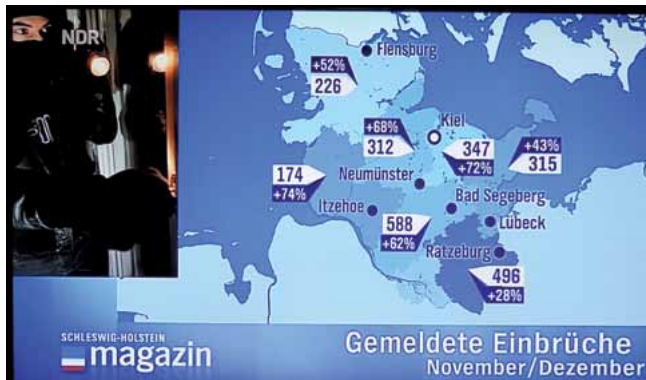 NDR
Flensburg
+52%
226
Kiel
+68%
312
347
+72%
+43%
315
174
+74%
Neumünster
Itzehoe
Bad Segeberg
588
+62%
Lübeck
Ratzeburg
496
+28%
SCHLESWIG-HOLSTEIN
magazin
Gemeldete Einbrüche
November/Dezember